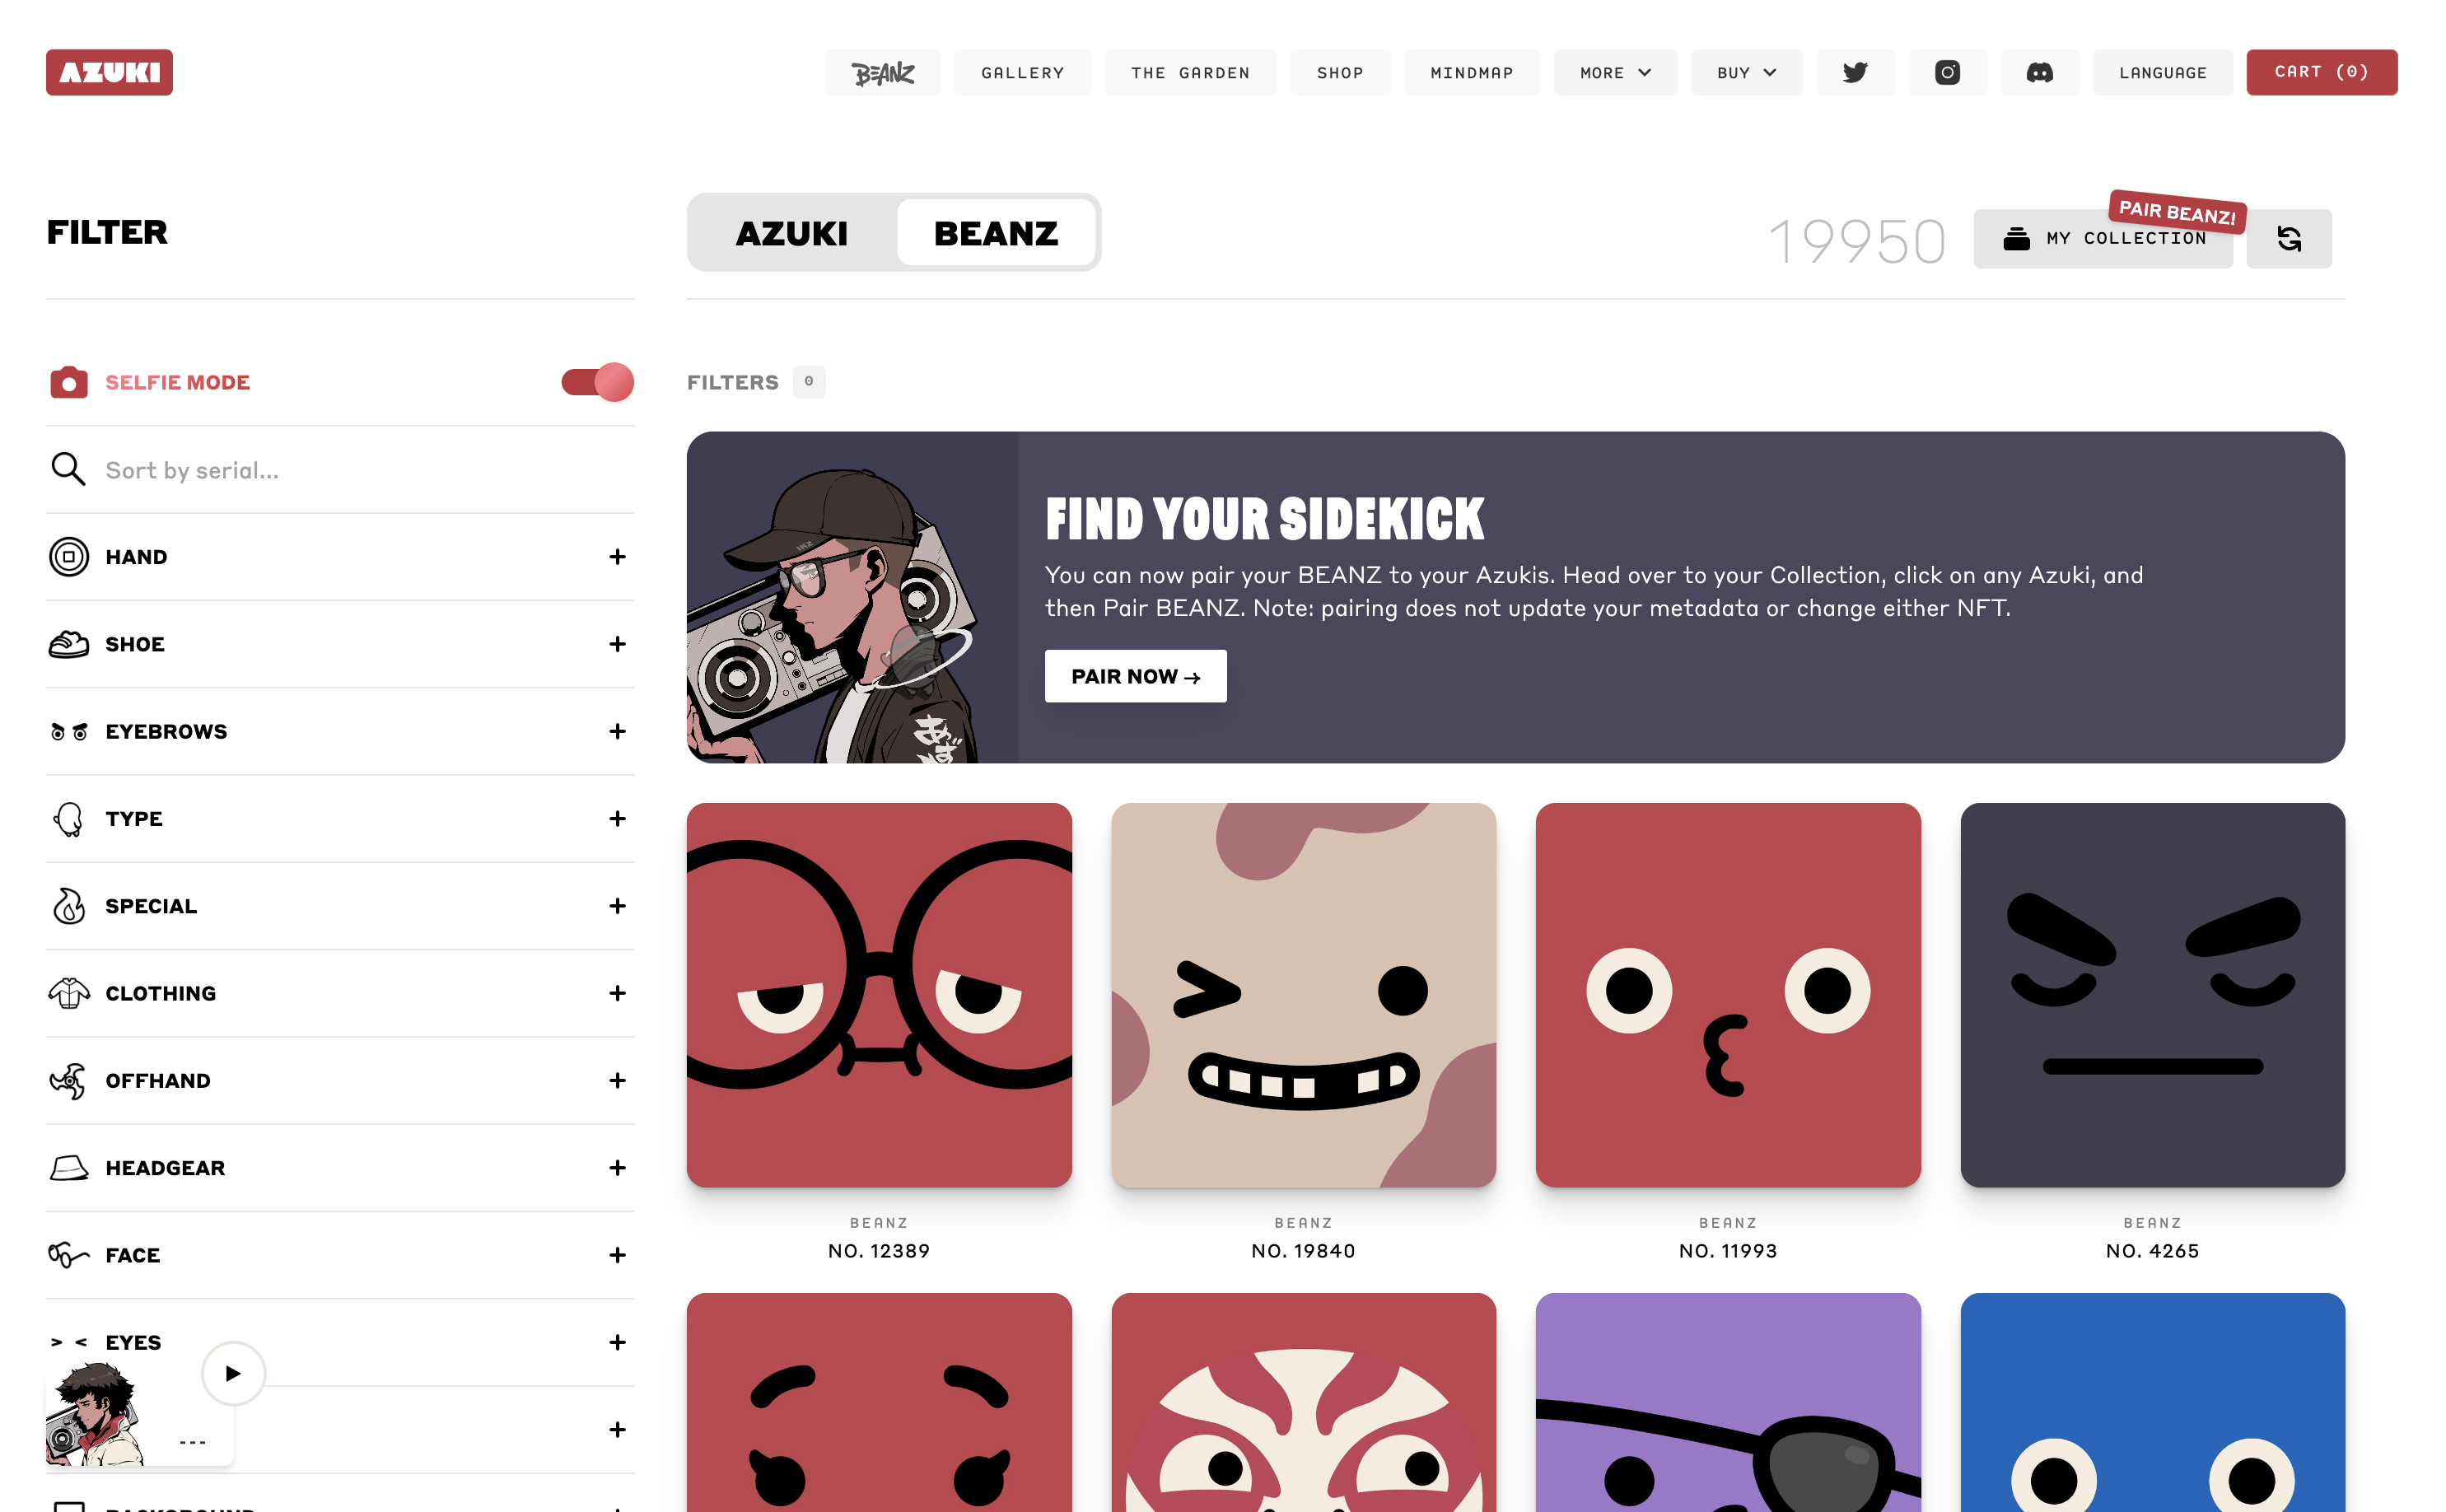 AZUKI
BEANZ
GALLERY
THE GARDEN
SHOP
MINDMAP
MORE
BUY
LANGUAGE
CART (0)
FILTER
AZUKI
BEANZ
19950
MY COLLECTION
PAIR BEANZ!
SELFIE MODE
FILTERS 0
Sort by serial...
HAND
SHOE
EYEBROWS
TYPE
SPECIAL
CLOTHING
OFFHAND
HEADGEAR
FACE
EYES
---
FIND YOUR SIDEKICK
You can now pair your BEANZ to your Azukis. Head over to your Collection, click on any Azuki, and
then Pair BEANZ. Note: pairing does not update your metadata or change either NFT.
PAIR NOW →
BEANZ
NO. 12389
BEANZ
NO. 19840
BEANZ
NO. 11993
BEANZ
NO. 4265